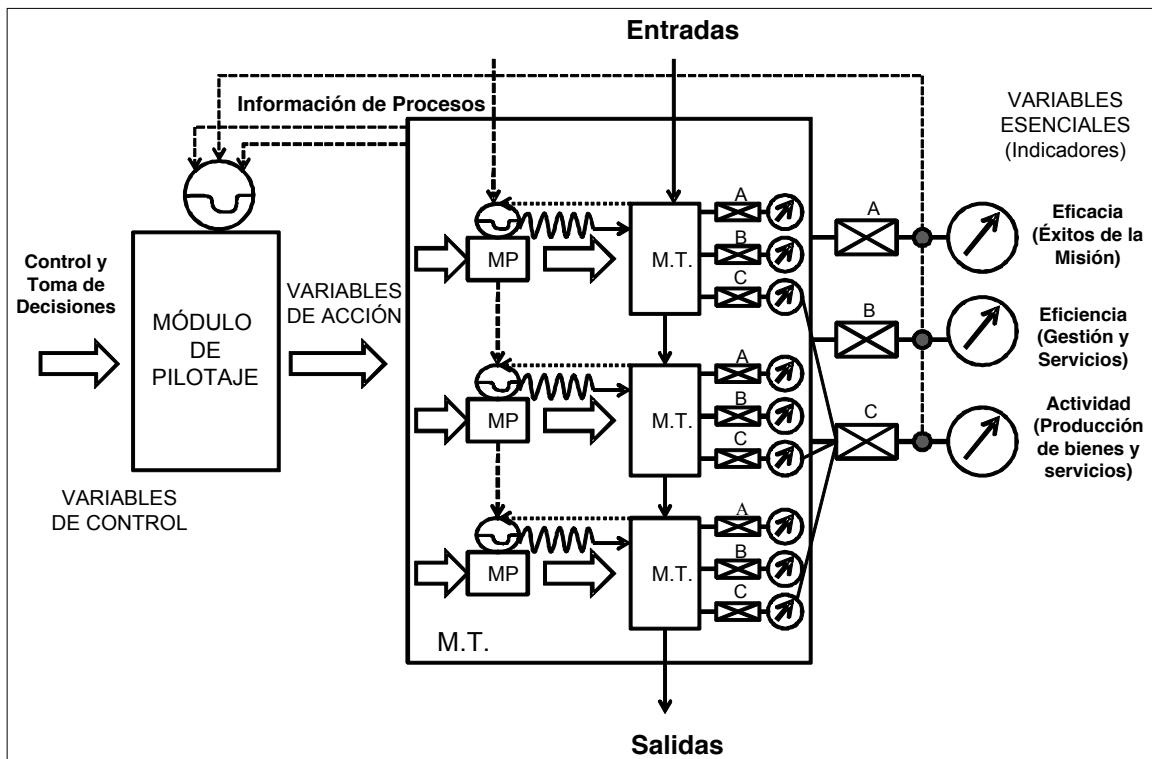 Entradas
Información de Procesos
VARIABLES
ESENCIALES
(Indicadores)
Control y
Toma de
Decisiones
MÓDULO
DE
PILOTAJE
VARIABLES
DE ACCIÓN
VARIABLES
DE CONTROL
MP
M.T.
A
B
C
MP
M.T.
A
B
C
MP
M.T.
A
B
C
M.T.
A
Eficacia
(Éxitos de la
Misión)
B
Eficiencia
(Gestión y
Servicios)
C
Actividad
(Producción
de bienes y
servicios)
Salidas